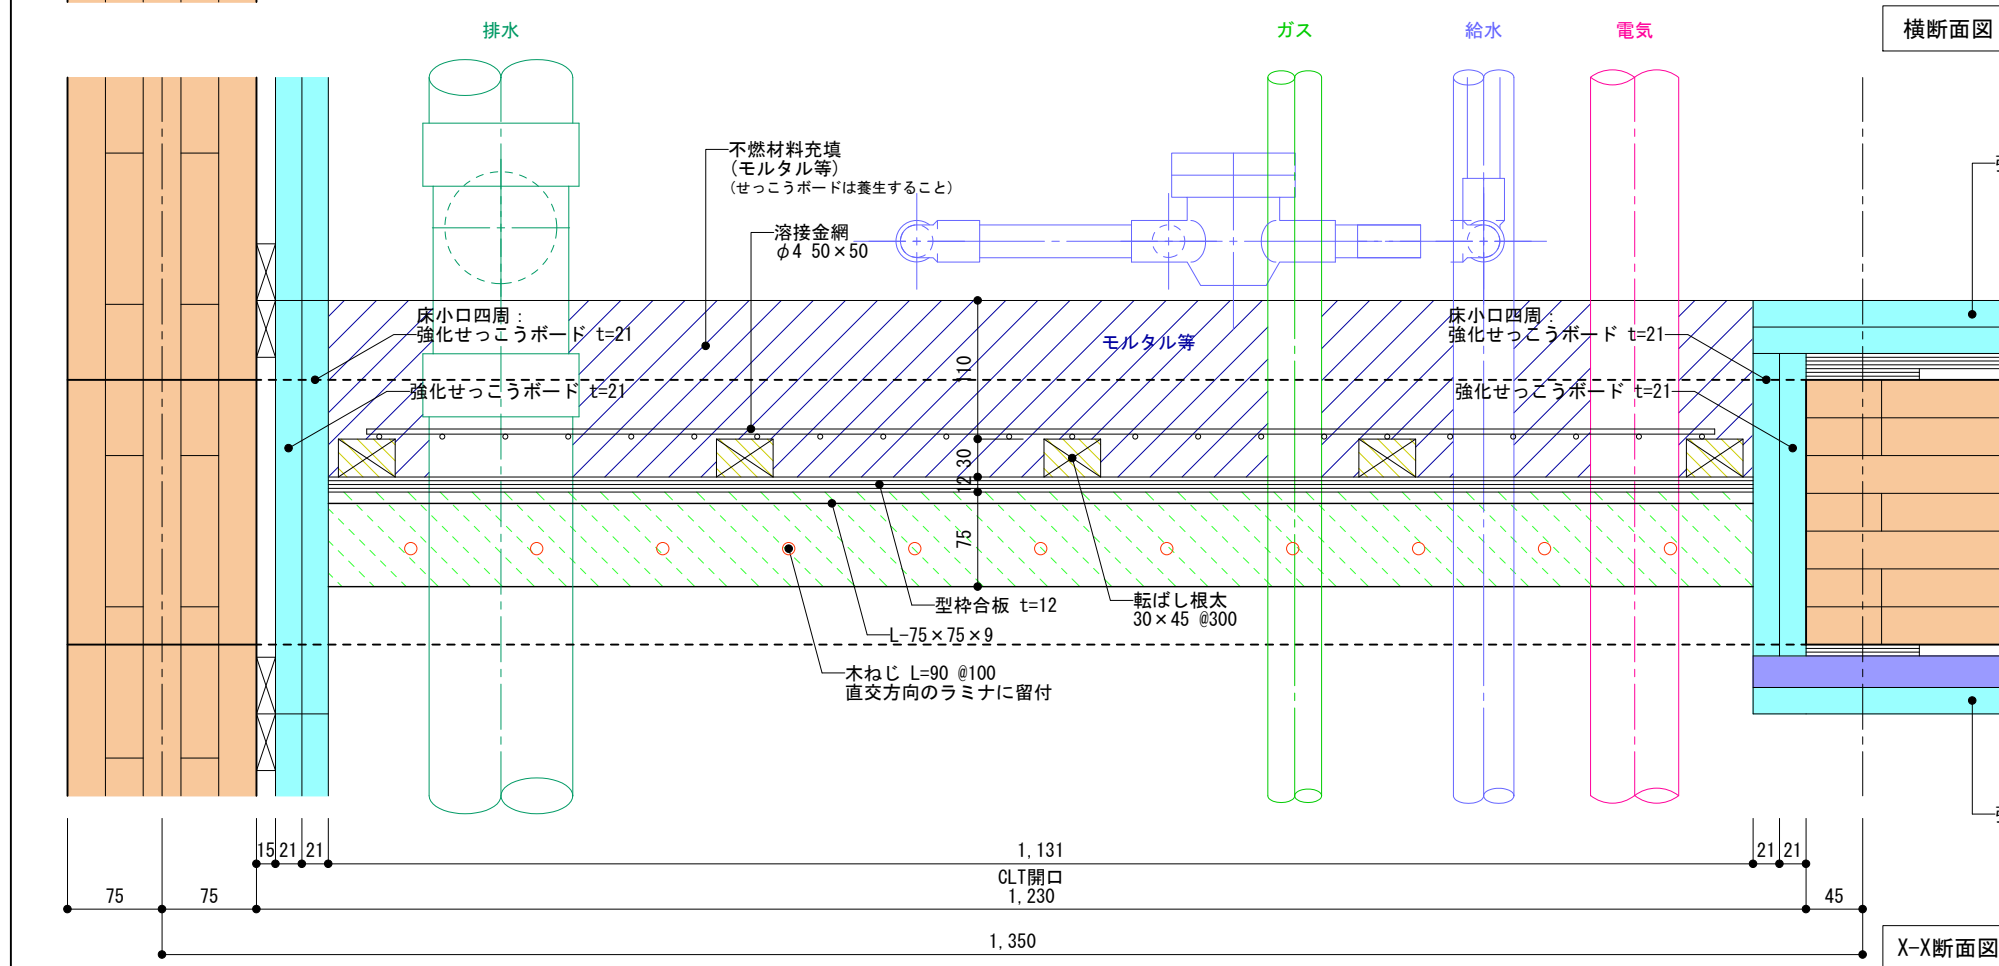 排水
ガス
給水
電気
横断面図
不燃材料充填
(モルタル等)
(せっこうボードは養生すること)
溶接金網
φ4 50×50
床小口四周：
強化せっこうボード t=21
強化せっこうボード t=21
モルタル等
床小口四周：
強化せっこうボード t=21
強化せっこうボード t=21
110
30
12
75
型枠合板 t=12
L-75×75×9
転ばし根太
30×45 @300
木ねじ L=90 @100
直交方向のラミナに留付
15
21
21
1,131
21
21
CLT開口
75
75
1,230
45
1,350
X-X断面図